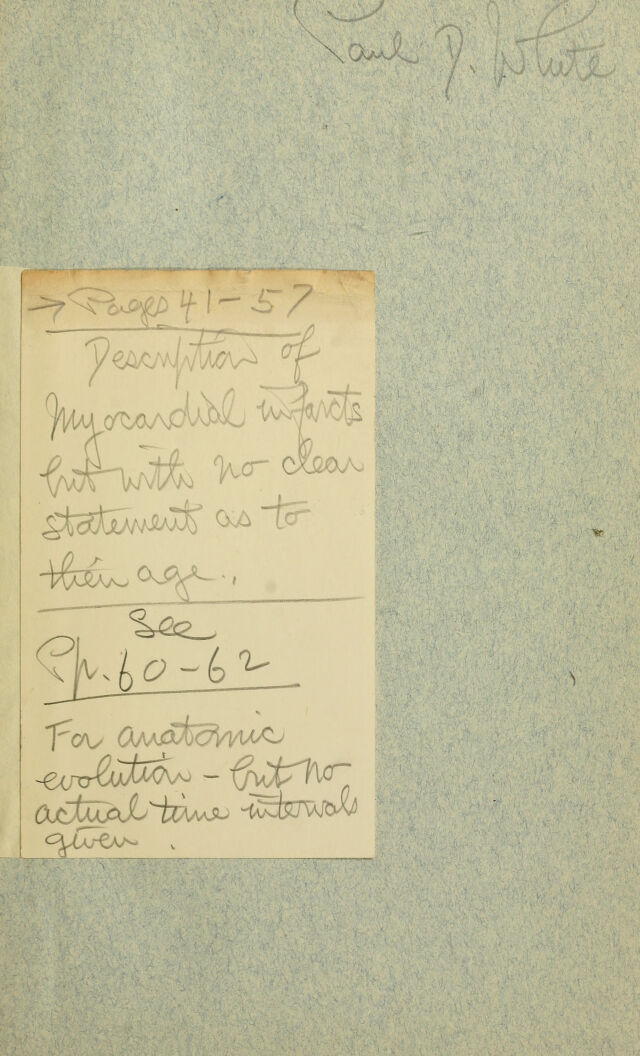 Paul D. White
→ Pages 41-57
Description of
Myocardial infarcts
but with no clear
statement as to
their age.
See
Pp. 60-62
For anatomic
evolution - but no
actual time intervals
given.